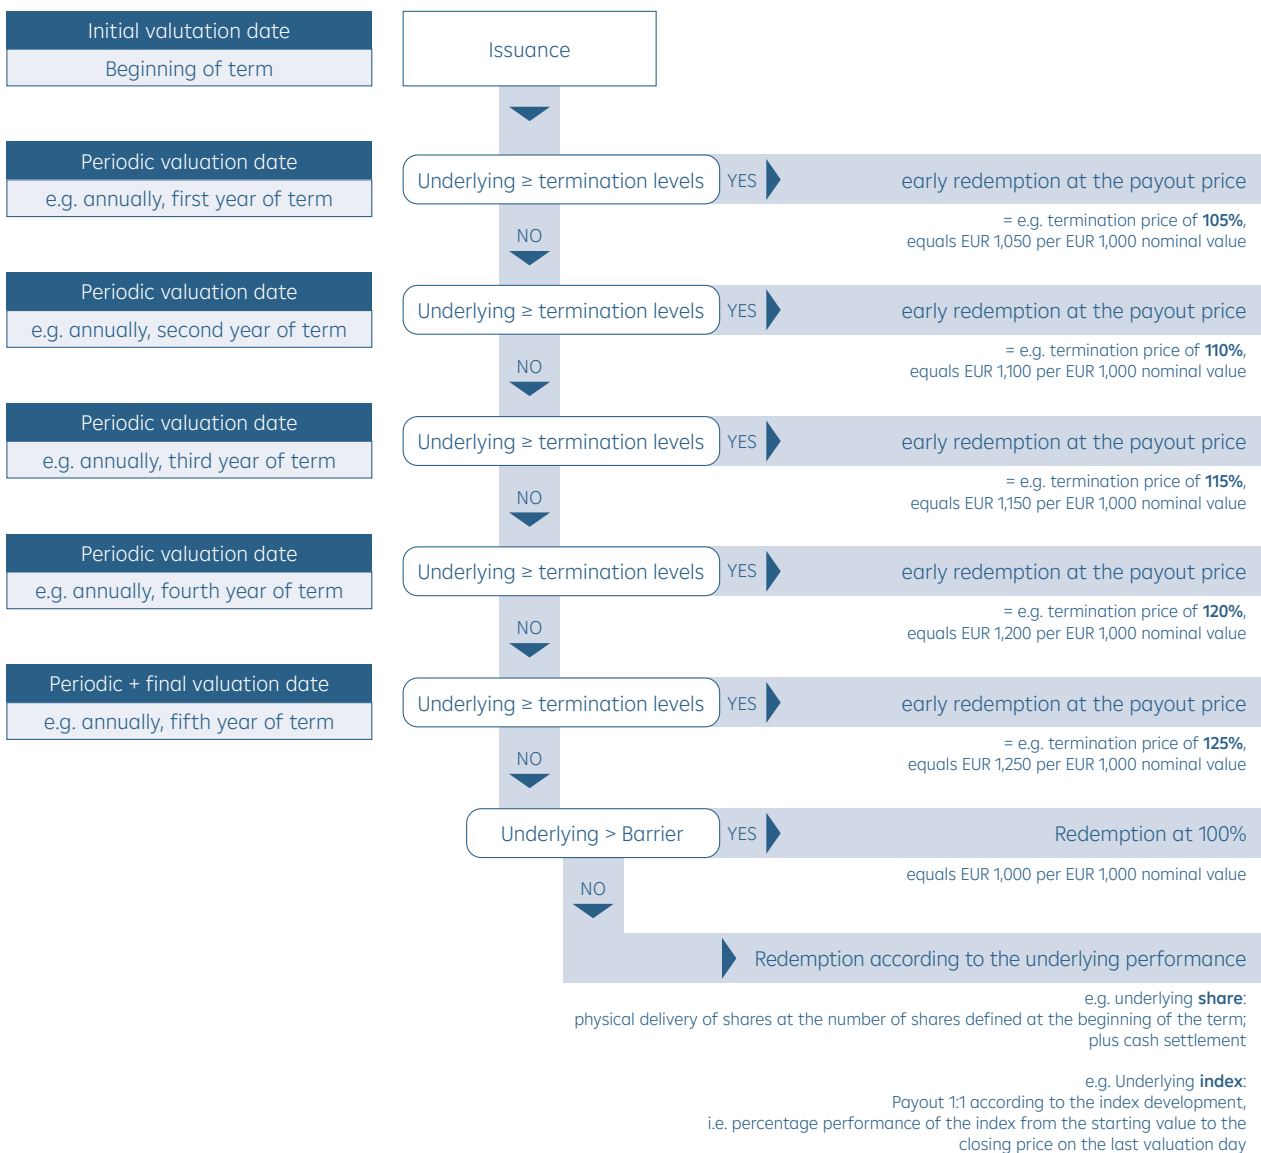 Initial valutation date
Beginning of term
Issuance
Periodic valuation date
e.g. annually, first year of term
Underlying ≥ termination levels
YES
early redemption at the payout price
= e.g. termination price of 105%,
equals EUR 1,050 per EUR 1,000 nominal value
NO
Periodic valuation date
e.g. annually, second year of term
Underlying ≥ termination levels
YES
early redemption at the payout price
= e.g. termination price of 110%,
equals EUR 1,100 per EUR 1,000 nominal value
NO
Periodic valuation date
e.g. annually, third year of term
Underlying ≥ termination levels
YES
early redemption at the payout price
= e.g. termination price of 115%,
equals EUR 1,150 per EUR 1,000 nominal value
NO
Periodic valuation date
e.g. annually, fourth year of term
Underlying ≥ termination levels
YES
early redemption at the payout price
= e.g. termination price of 120%,
equals EUR 1,200 per EUR 1,000 nominal value
NO
Periodic + final valuation date
e.g. annually, fifth year of term
Underlying ≥ termination levels
YES
early redemption at the payout price
= e.g. termination price of 125%,
equals EUR 1,250 per EUR 1,000 nominal value
NO
Underlying > Barrier
YES
Redemption at 100%
equals EUR 1,000 per EUR 1,000 nominal value
NO
Redemption according to the underlying performance
e.g. underlying share:
physical delivery of shares at the number of shares defined at the beginning of the term;
plus cash settlement
e.g. Underlying index:
Payout 1:1 according to the index development,
i.e. percentage performance of the index from the starting value to the
closing price on the last valuation day